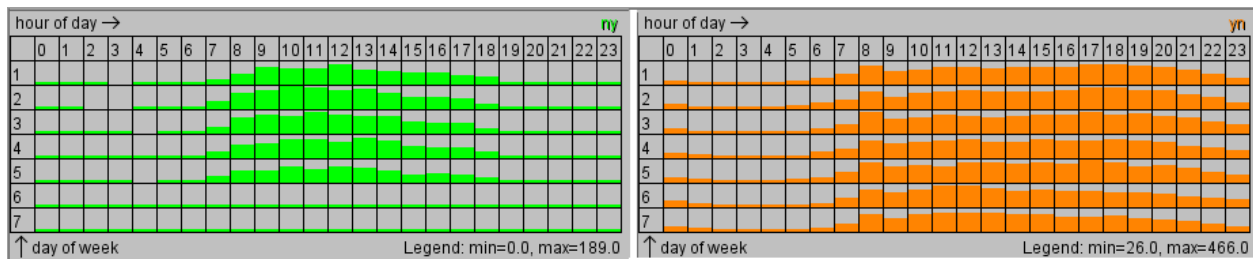 hour of day → ny
0 1 2 3 4 5 6 7 8 9 10 11 12 13 14 15 16 17 18 19 20 21 22 23
1
2
3
4
5
6
7
↑ day of week Legend: min=0.0, max=189.0
hour of day → yn
0 1 2 3 4 5 6 7 8 9 10 11 12 13 14 15 16 17 18 19 20 21 22 23
1
2
3
4
5
6
7
↑ day of week Legend: min=26.0, max=466.0